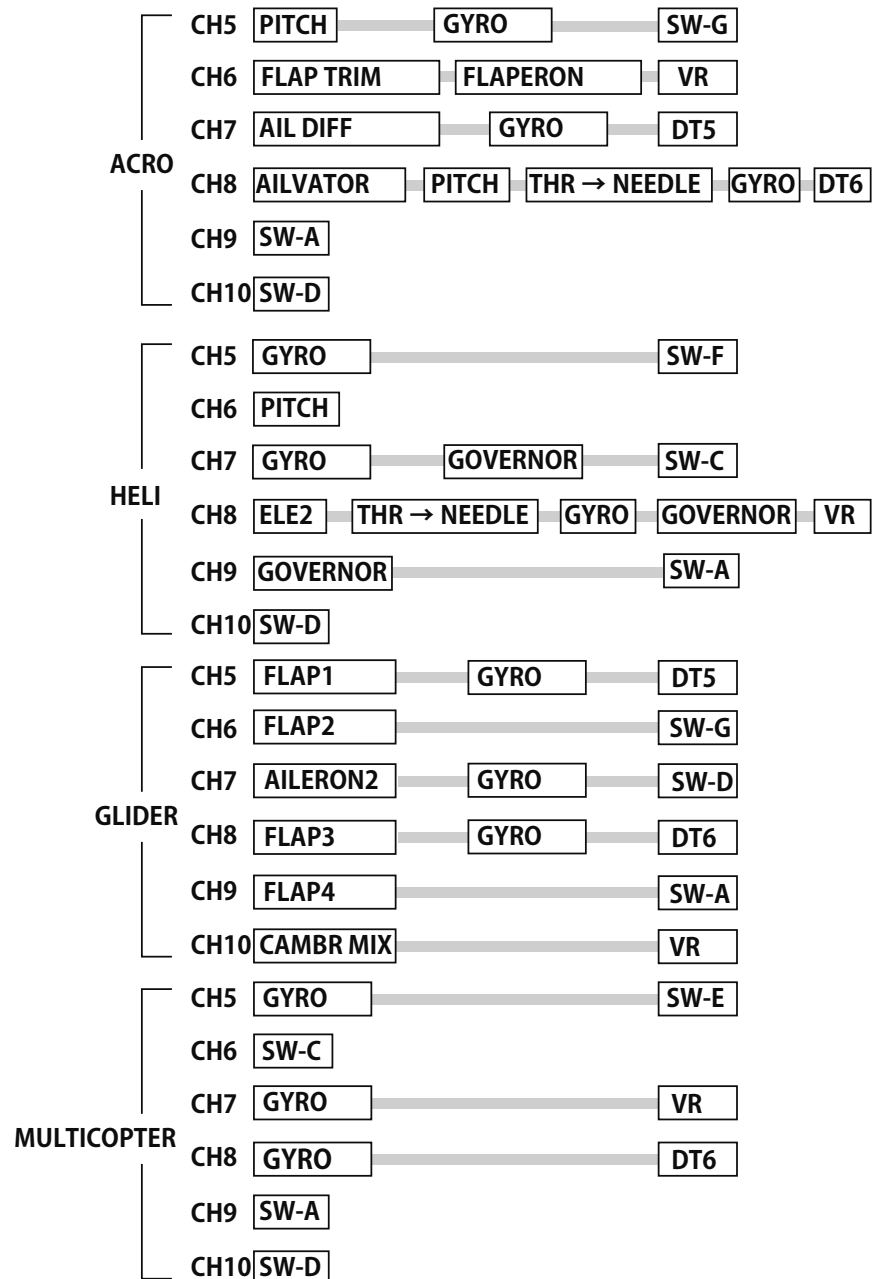 CH5 PITCH GYRO SW-G
CH6 FLAP TRIM FLAPERON VR
CH7 AIL DIFF GYRO DT5
ACRO
CH8 AILVATOR PITCH THR → NEEDLE GYRO DT6
CH9 SW-A
CH10 SW-D
CH5 GYRO SW-F
CH6 PITCH
CH7 GYRO GOVERNOR SW-C
HELI
CH8 ELE2 THR → NEEDLE GYRO GOVERNOR VR
CH9 GOVERNOR SW-A
CH10 SW-D
CH5 FLAP1 GYRO DT5
CH6 FLAP2 SW-G
CH7 AILERON2 GYRO SW-D
GLIDER
CH8 FLAP3 GYRO DT6
CH9 FLAP4 SW-A
CH10 CAMBR MIX VR
CH5 GYRO SW-E
CH6 SW-C
CH7 GYRO VR
MULTICOPTER
CH8 GYRO DT6
CH9 SW-A
CH10 SW-D